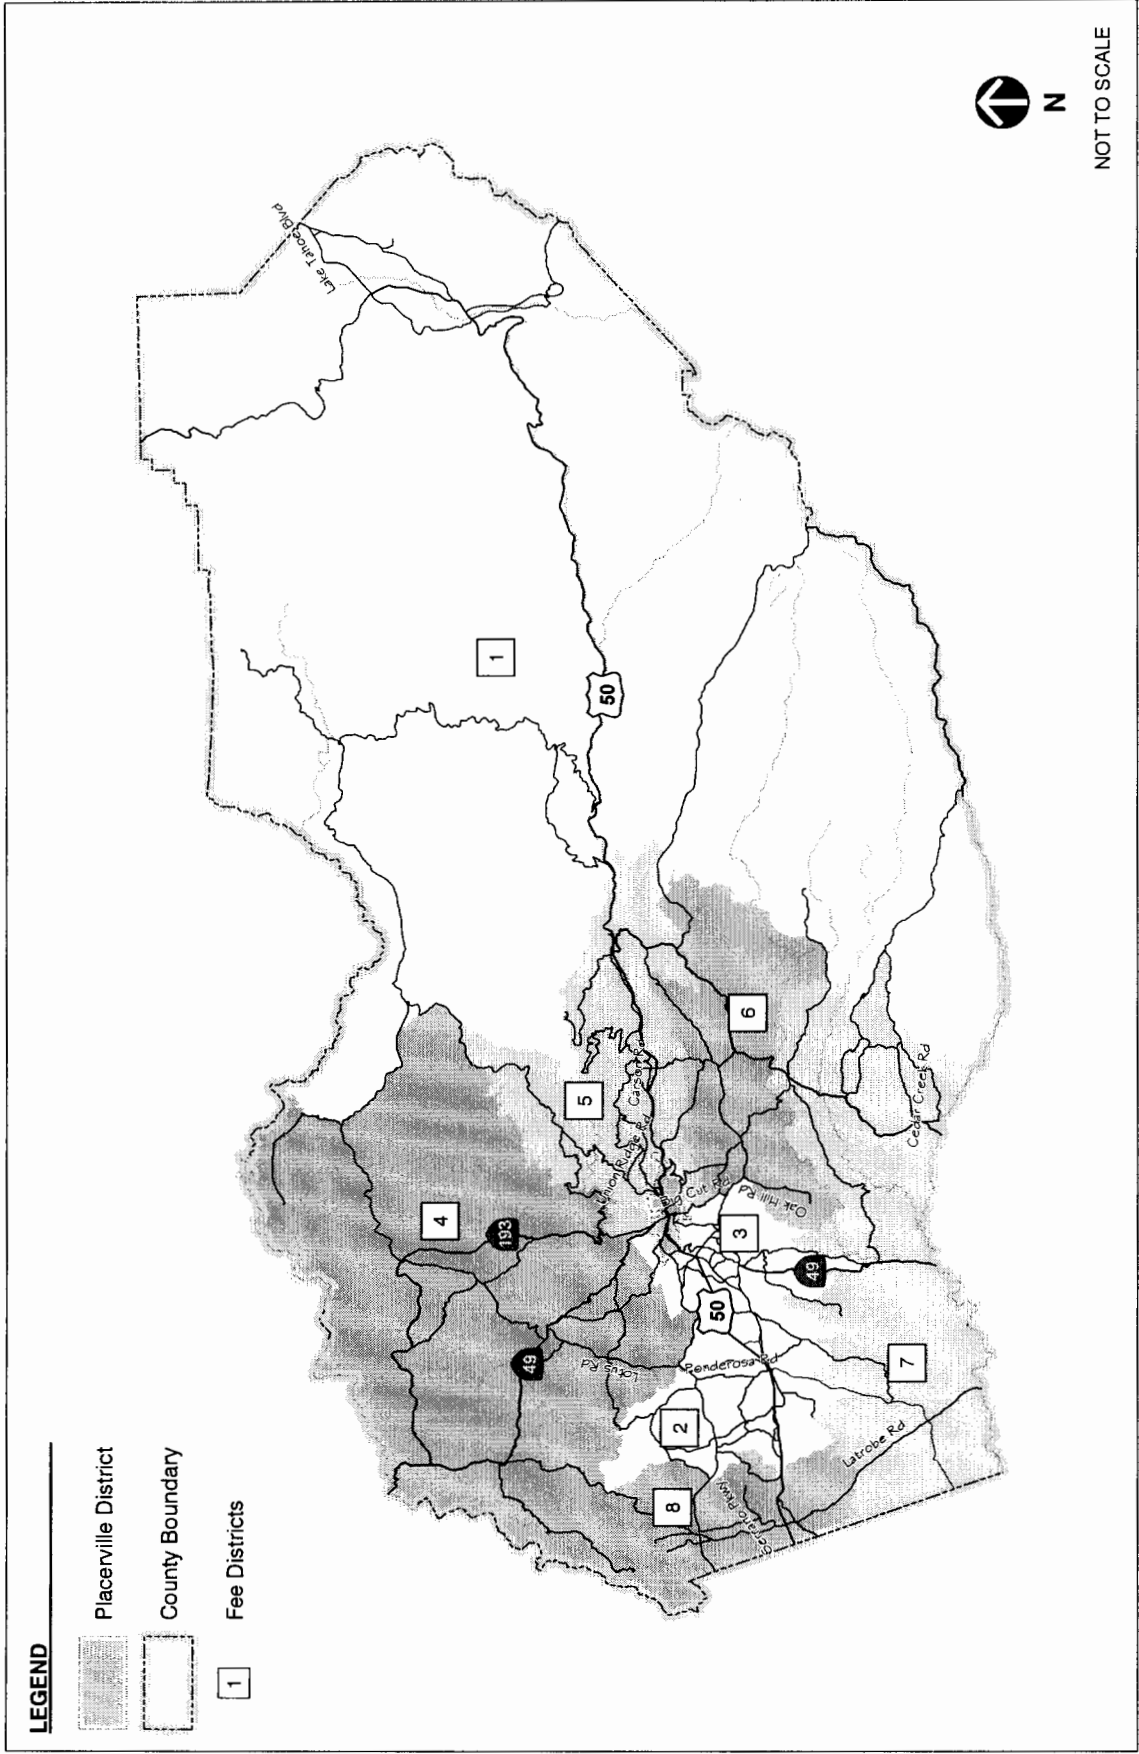 LEGEND
Placerville District
County Boundary
1
Fee Districts
N
NOT TO SCALE
Lake Tahoe Blvd
1
50
4
193
5
Union Ridge Rd
Carson Rd
6
Cedar Creek Rd
Big Cut Rd
Oak Hill Rd
3
49
50
49
Lotus Rd
Ponderosa Rd
7
2
Latrobe Rd
8
Serrano Pkwy